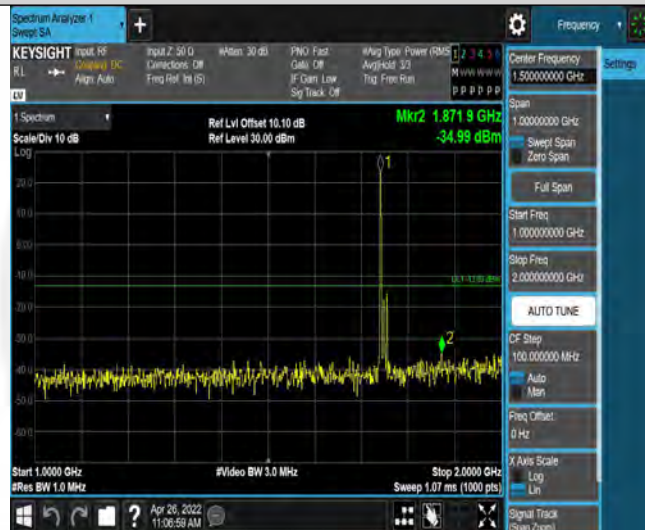 Spectrum Analyzer 1
Swept SA
+
Frequency
KEYSIGHT
Input: RF
Input Z: 50 Ω
#Atten: 30 dB
PNO: Fast
#Avg Type: Power (RMS
1 2 3 4 5 6
RL
Coupling: DC
Corrections: Off
Gate: Off
Avg|Hold: 3/3
M W W W W W
Align: Auto
Freq Ref: Int (S)
IF Gain: Low
Trig: Free Run
P P P P P P
Sig Track: Off
LV
1 Spectrum
Ref Lvl Offset 10.10 dB
Mkr2 1.871 9 GHz
Scale/Div 10 dB
Ref Level 30.00 dBm
-34.99 dBm
Log
1
20.0
10.0
0.00
-10.0
-20.0
-30.0
2
-40.0
-50.0
-60.0
Start 1.0000 GHz
#Video BW 3.0 MHz
Stop 2.0000 GHz
#Res BW 1.0 MHz
Sweep 1.07 ms (1000 pts)
?
Apr 26, 2022
11:06:59 AM
Center Frequency
1.500000000 GHz
Settings
Span
1.00000000 GHz
Swept Span
Zero Span
Full Span
Start Freq
1.000000000 GHz
Stop Freq
2.000000000 GHz
AUTO TUNE
CF Step
100.000000 MHz
Auto
Man
Freq Offset
0 Hz
X Axis Scale
Log
Lin
Signal Track
(Span Zoom)